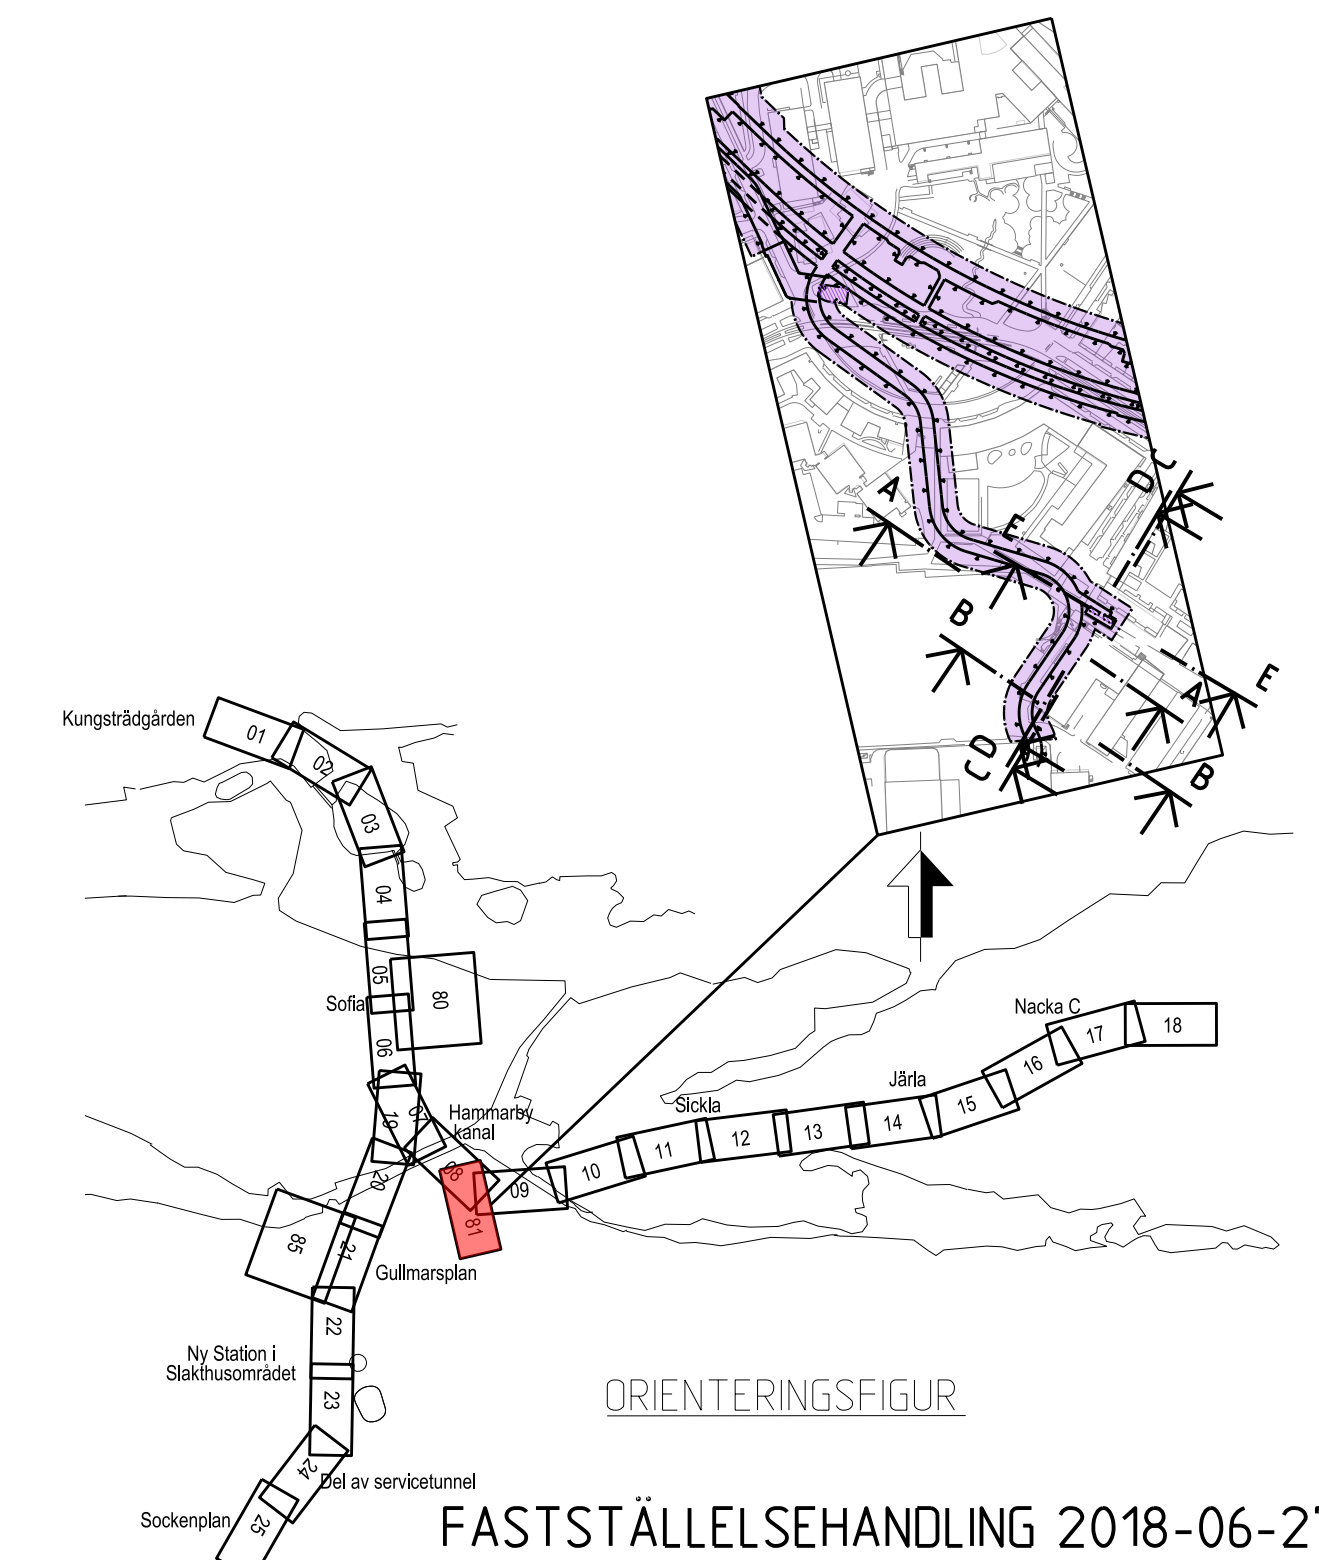 A
E
B
C
D
A
E
B
C
D
Kungsträdgården
01
02
03
04
05
Sofia
80
06
Nacka C
17
18
16
Järla
15
Sickla
14
13
12
11
10
19
07
Hammarby
kanal
08
09
20
81
85
21
Gullmarsplan
22
Ny Station i
Slakthusområdet
23
ORIENTERINGSFIGUR
24
Del av servicetunnel
Sockenplan
25
FASTSTÄLLELSEHANDLING 2018-06-27